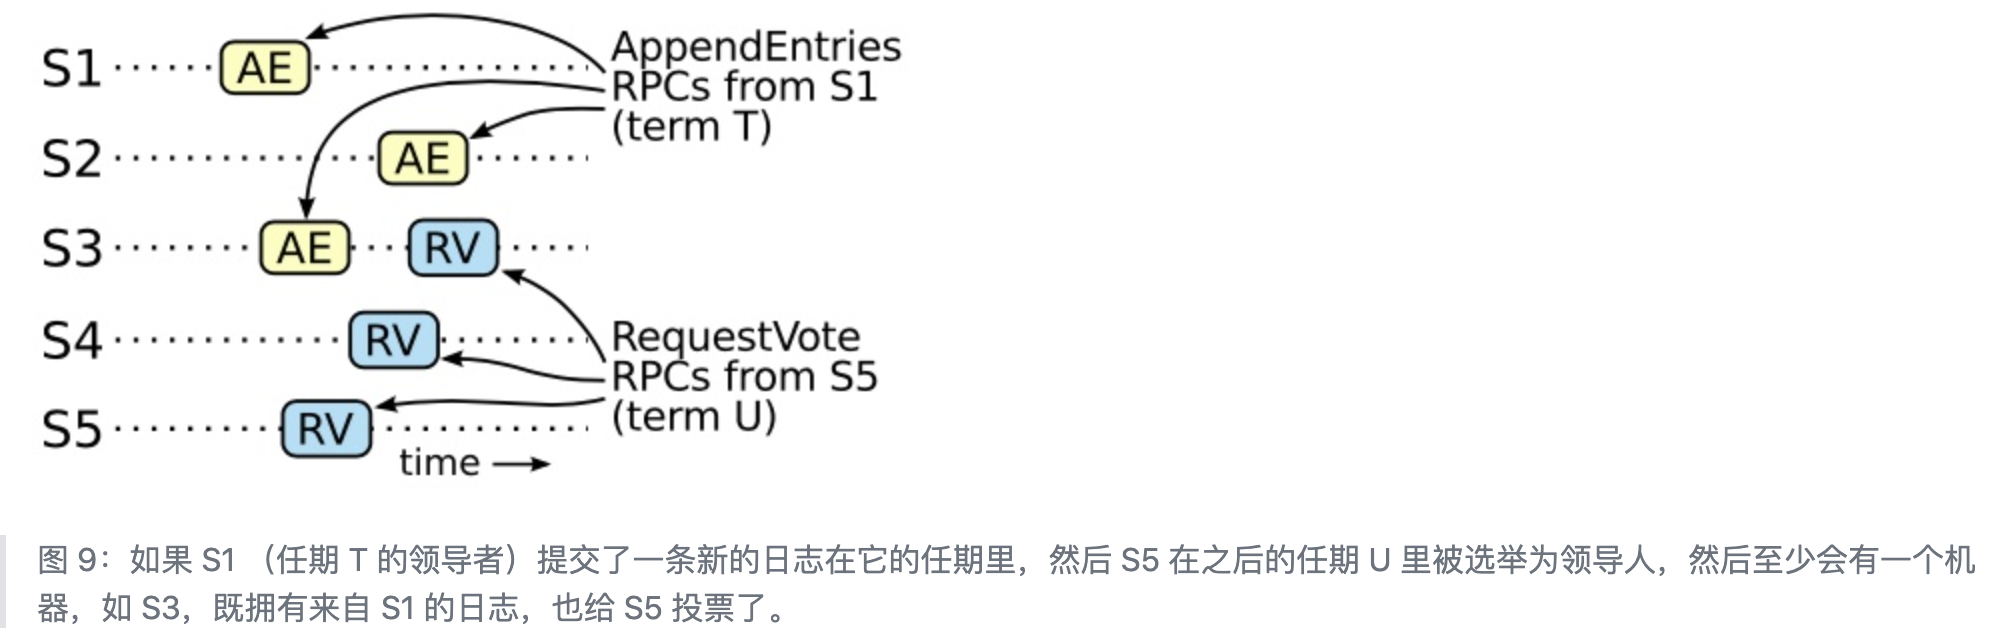 S1 AE AppendEntries
RPCs from S1
(term T)
S2 AE
S3 AE RV
S4 RV RequestVote
RPCs from S5
(term U)
S5 RV
time
图 9：如果 S1 （任期 T 的领导者）提交了一条新的日志在它的任期里，然后 S5 在之后的任期 U 里被选举为领导人，然后至少会有一个机
器，如 S3，既拥有来自 S1 的日志，也给 S5 投票了。